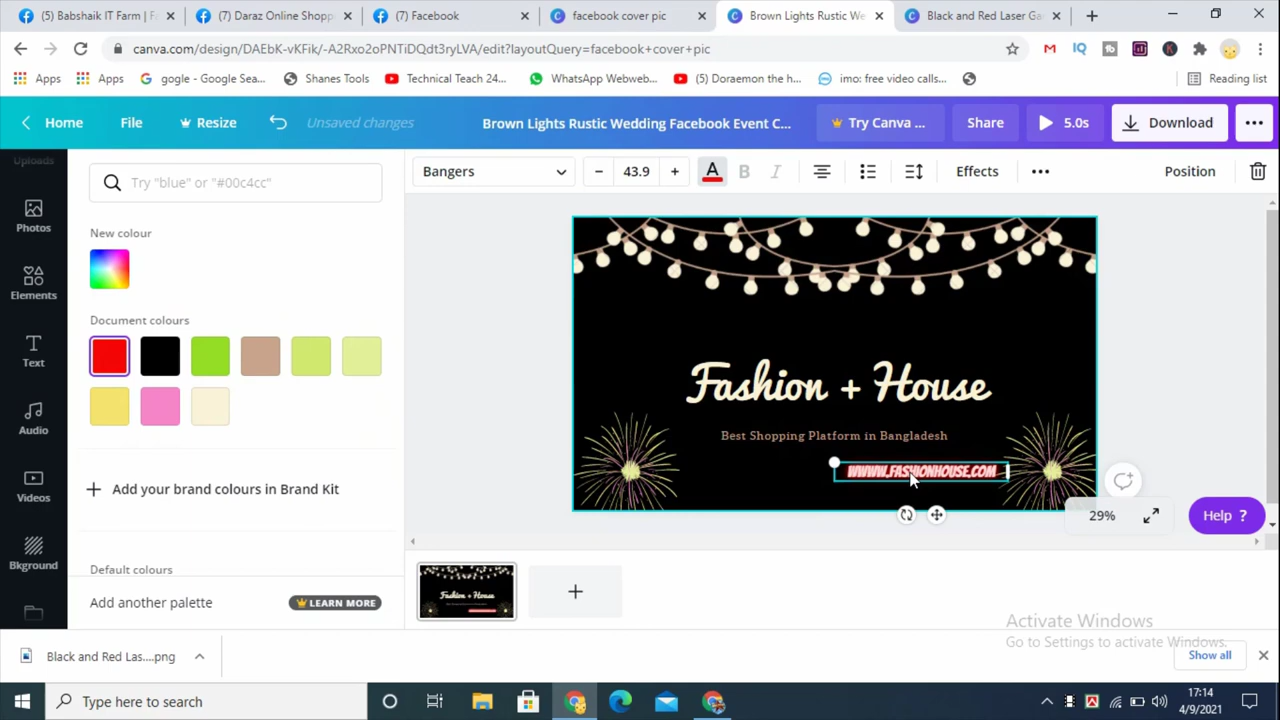 (5) Babshaik IT Farm | F
(7) Daraz Online Shopp
(7) Facebook
facebook cover pic
Brown Lights Rustic We
Black and Red Laser Ga
canva.com/design/DAEbK-vKFik/-A2Rxo2oPNTiDQdt3ryLVA/edit?layoutQuery=facebook+cover+pic
Apps
Apps
gogle - Google Sea...
Shanes Tools
Technical Teach 24...
WhatsApp Webweb...
(5) Doraemon the h...
imo: free video calls...
Reading list
Home
File
Resize
Unsaved changes
Brown Lights Rustic Wedding Facebook Event C...
Try Canva ...
Share
5.0s
Download
Uploads
Photos
Elements
Text
Audio
Videos
Bkground
Try "blue" or "#00c4cc"
New colour
Document colours
Add your brand colours in Brand Kit
Default colours
Add another palette
LEARN MORE
Bangers
43.9
A
B
I
Effects
Position
Fashion + House
Best Shopping Platform in Bangladesh
WWWW.FASHIONHOUSE.COM
29%
Help ?
Fashion + House
Activate Windows
Go to Settings to activate Windows.
Black and Red Las....png
Show all
Type here to search
17:14
4/9/2021